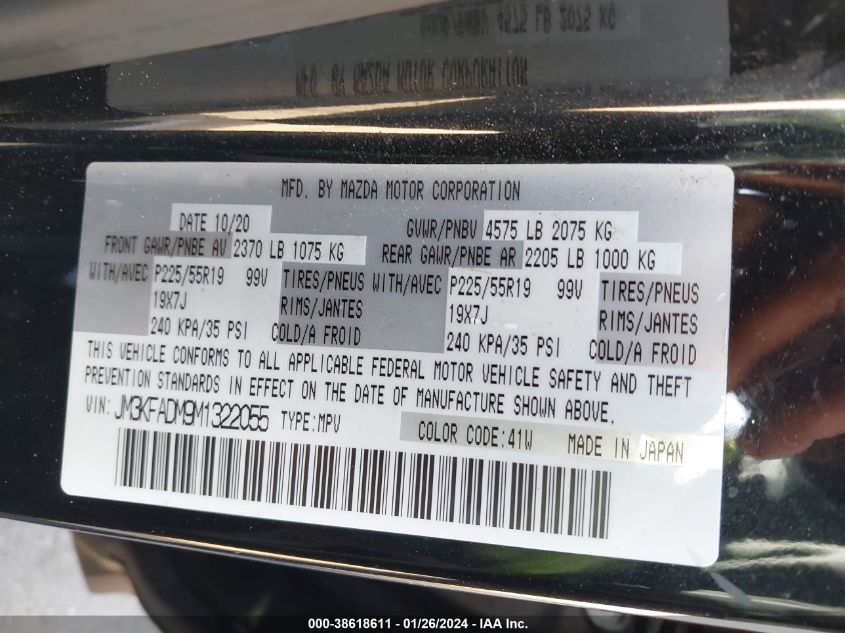 MFD. BY MAZDA MOTOR CORPORATION
DATE 10/20 GVWR/PNBV 4575 LB 2075 KG
FRONT GAWR/PNBE AV 2370 LB 1075 KG REAR GAWR/PNBE AR 2205 LB 1000 KG
WITH/AVEC P225/55R19 99V TIRES/PNEUS WITH/AVEC P225/55R19 99V TIRES/PNEUS
19X7J RIMS/JANTES 19X7J RIMS/JANTES
240 KPA/35 PSI COLD/A FROID 240 KPA/35 PSI COLD/A FROID
THIS VEHICLE CONFORMS TO ALL APPLICABLE FEDERAL MOTOR VEHICLE SAFETY AND THEFT
PREVENTION STANDARDS IN EFFECT ON THE DATE OF MANUFACTURE SHOWN ABOVE.
VIN: JM3KFADM9M1322055 TYPE:MPV
COLOR CODE:41W MADE IN JAPAN
000-38618611 - 01/26/2024 - IAA Inc.